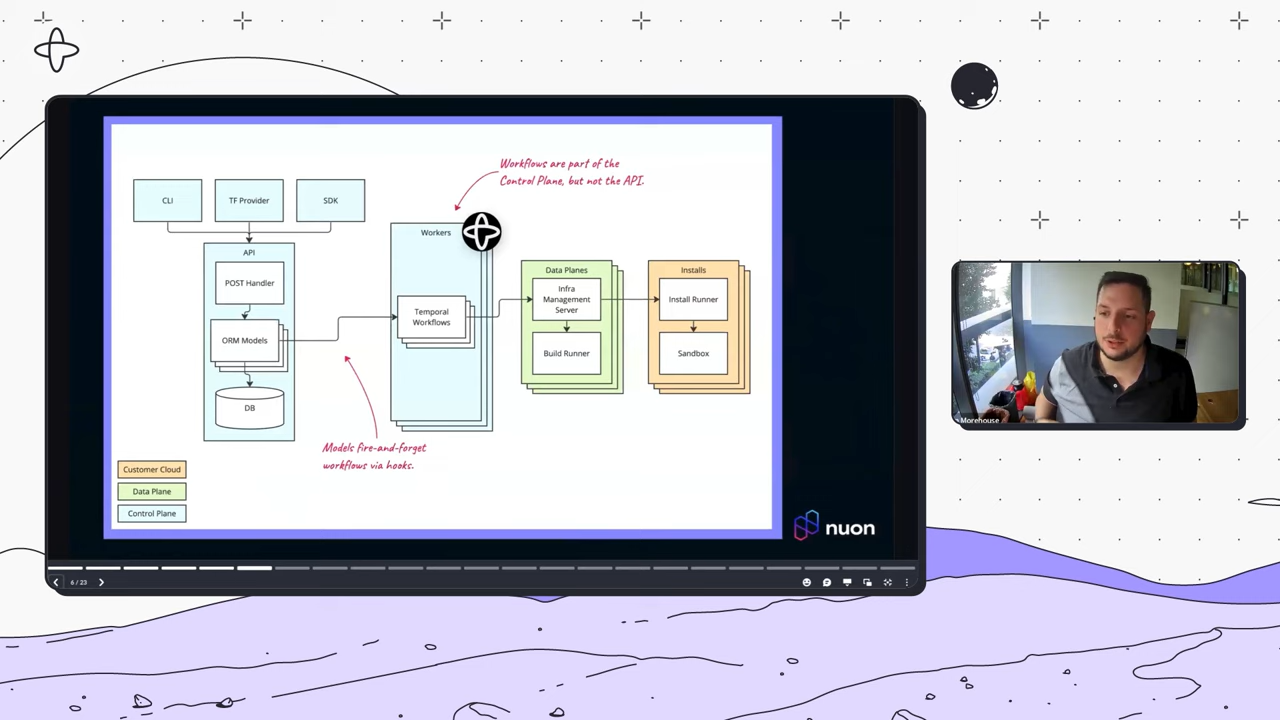 Workflows are part of the
Control Plane, but not the API.
CLI
TF Provider
SDK
API
POST Handler
ORM Models
DB
Workers
Temporal
Workflows
Data Planes
Infra
Management
Server
Build Runner
Installs
Install Runner
Sandbox
Models fire-and-forget
workflows via hooks.
Customer Cloud
Data Plane
Control Plane
nuon
6 / 23
Morehouse